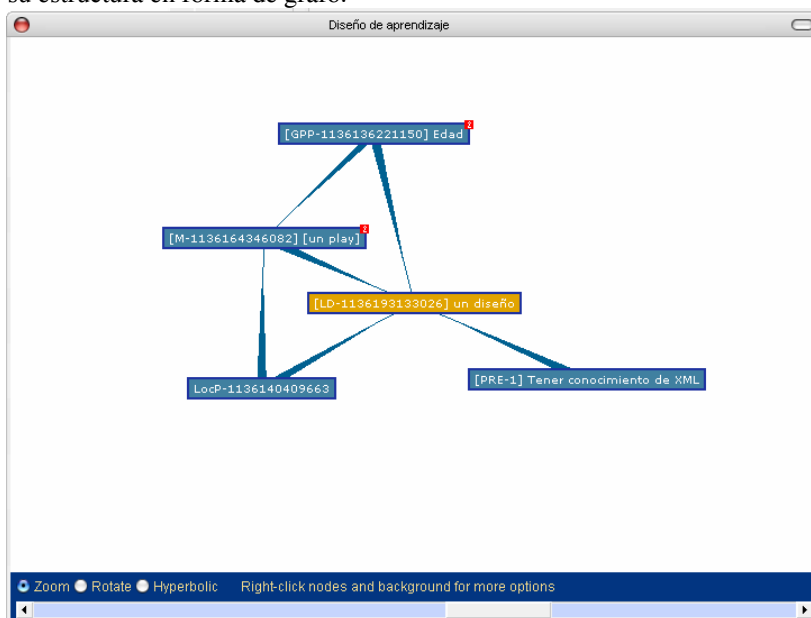 su estructura en forma de grafo.
Diseño de aprendizaje
[GPP-1136136221150] Edad
2
[M-1136164346082] [un play]
2
[LD-1136193133026] un diseño
LocP-1136140409663
[PRE-1] Tener conocimiento de XML
Zoom Rotate Hyperbolic Right-click nodes and background for more options